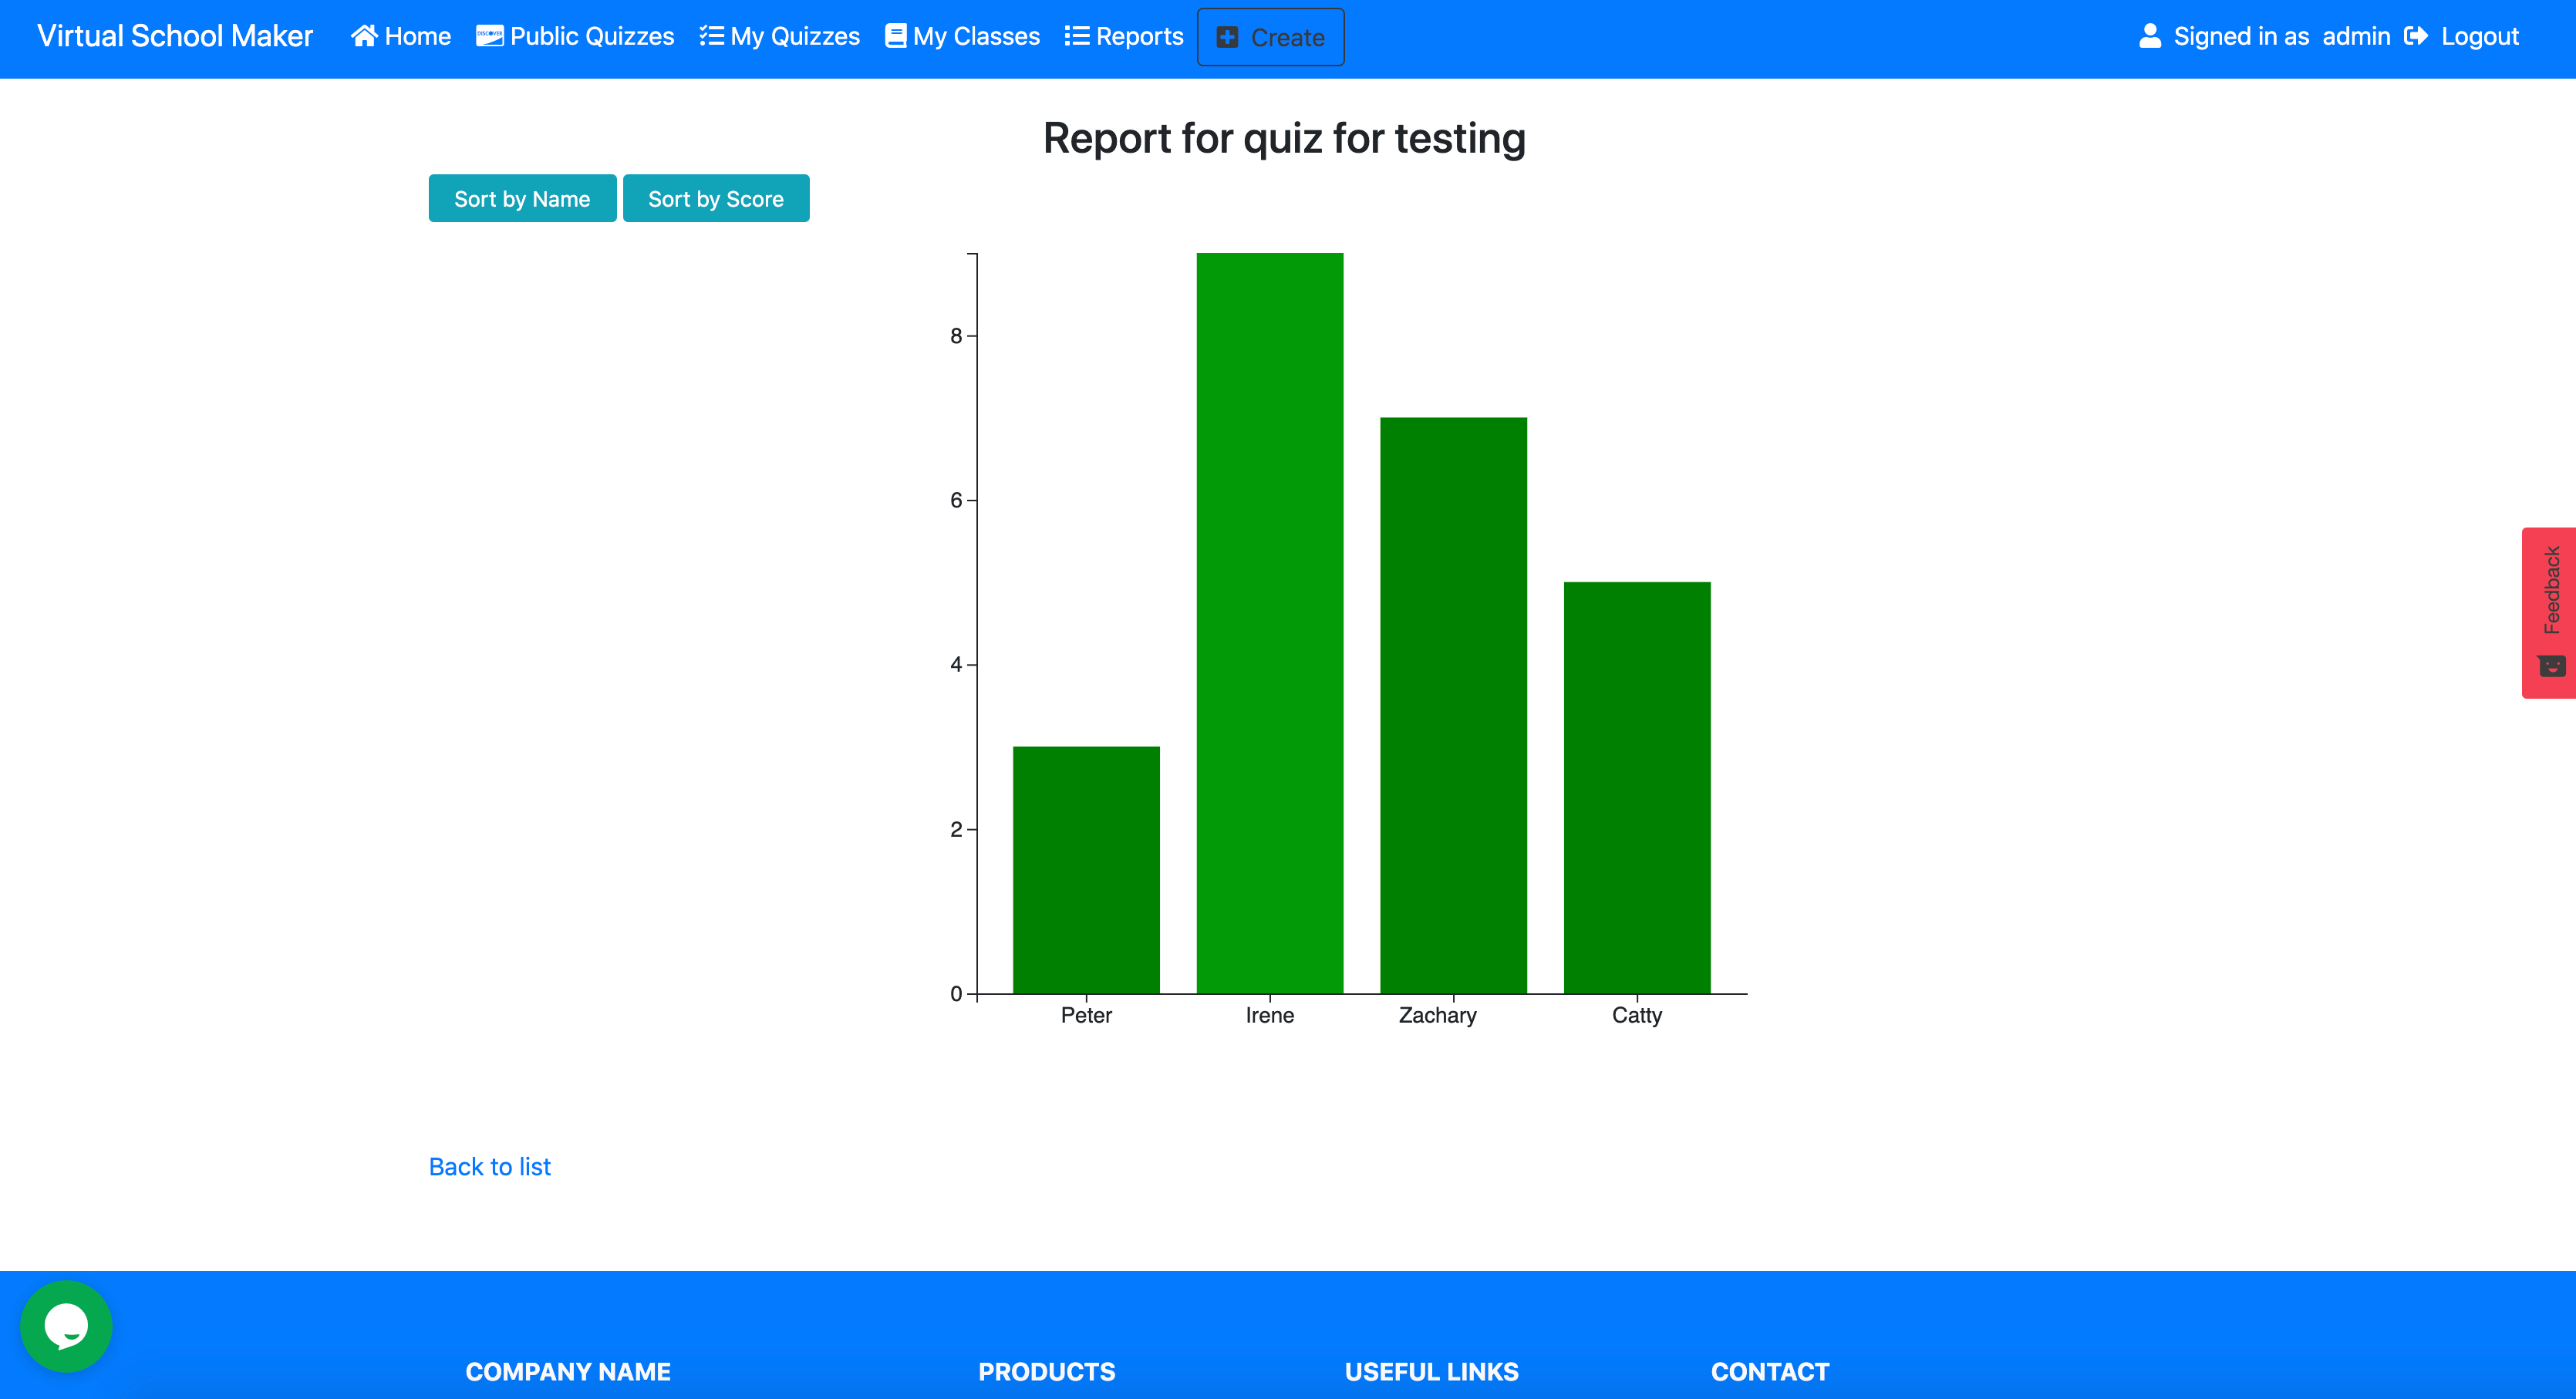 Virtual School Maker Home DISCOVER Public Quizzes My Quizzes My Classes Reports Create Signed in as admin Logout
Report for quiz for testing
Sort by Name Sort by Score
8
6
4
2
0
Peter Irene Zachary Catty
Feedback
Back to list
COMPANY NAME PRODUCTS USEFUL LINKS CONTACT